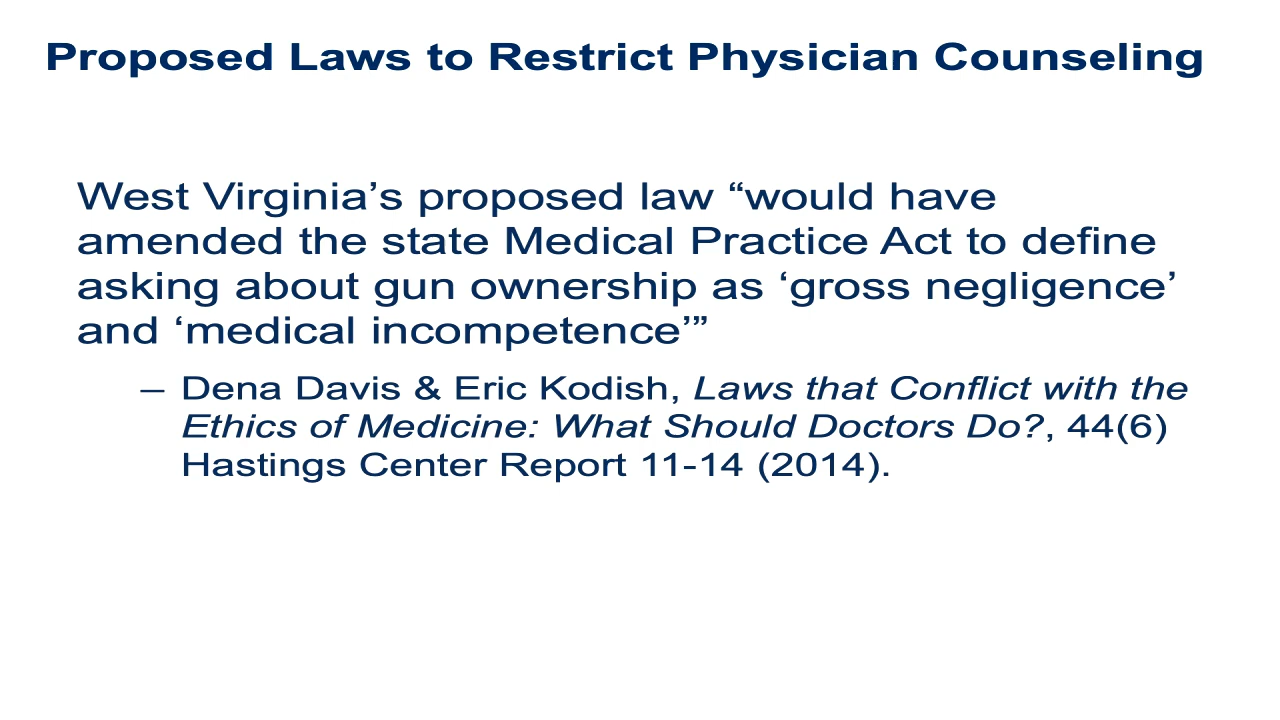 Proposed Laws to Restrict Physician Counseling
West Virginia’s proposed law “would have
amended the state Medical Practice Act to define
asking about gun ownership as ‘gross negligence’
and ‘medical incompetence’”
– Dena Davis & Eric Kodish, Laws that Conflict with the
Ethics of Medicine: What Should Doctors Do?, 44(6)
Hastings Center Report 11-14 (2014).